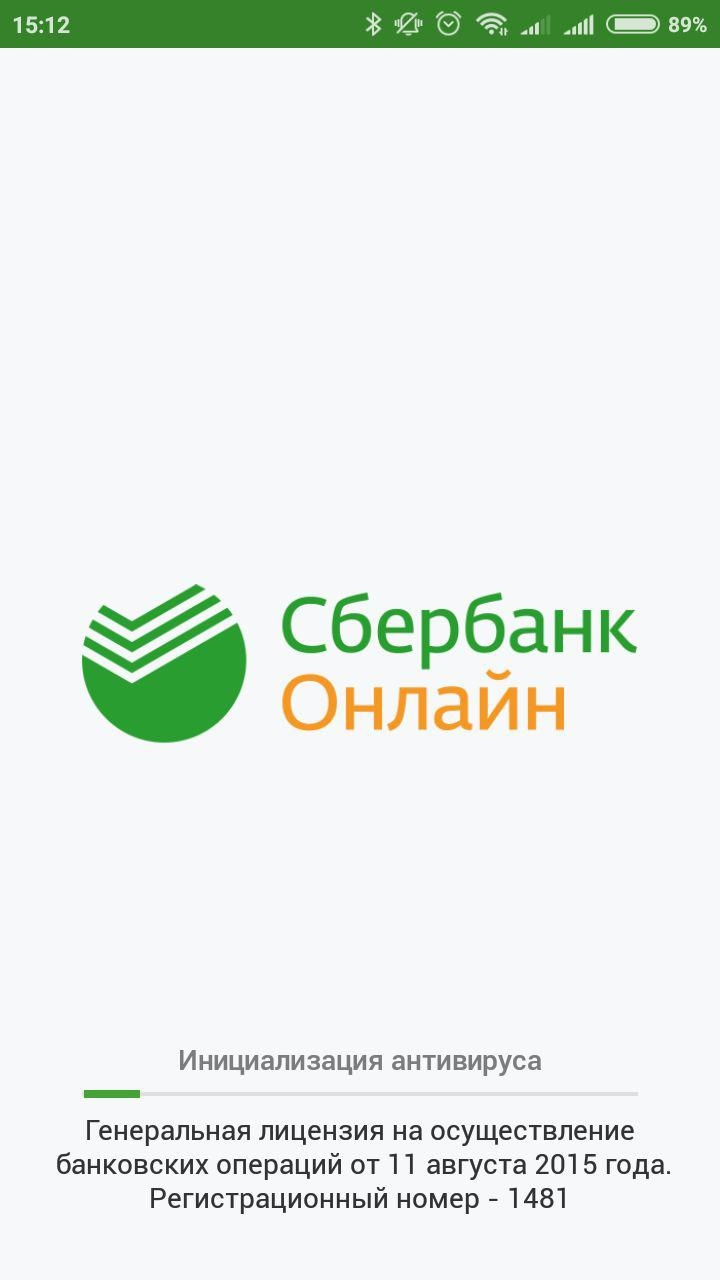 15:12
89%
Сбербанк
Онлайн
Инициализация антивируса
Генеральная лицензия на осуществление
банковских операций от 11 августа 2015 года.
Регистрационный номер - 1481